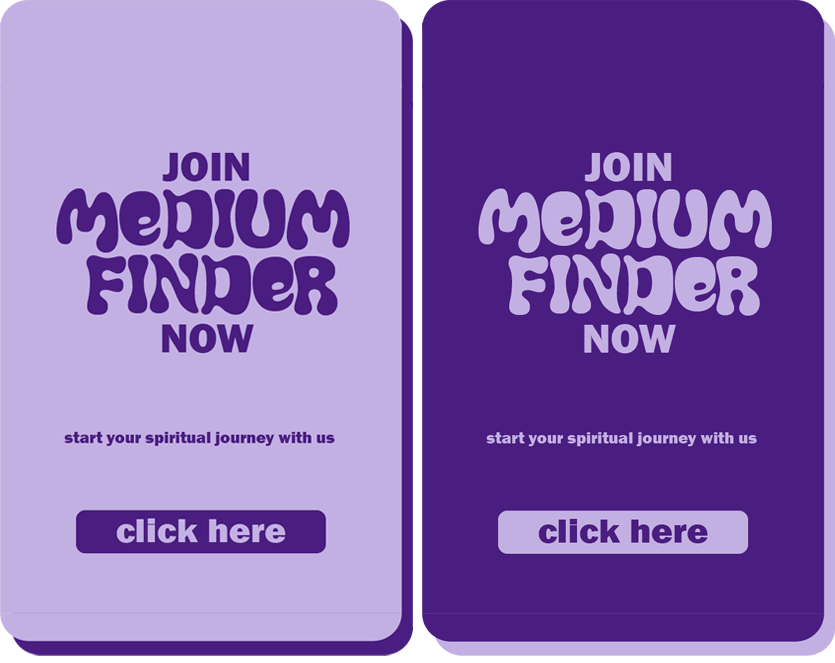 JOIN
MeDIUM
FINDeR
NOW
start your spiritual journey with us
click here
JOIN
MeDIUM
FINDeR
NOW
start your spiritual journey with us
click here